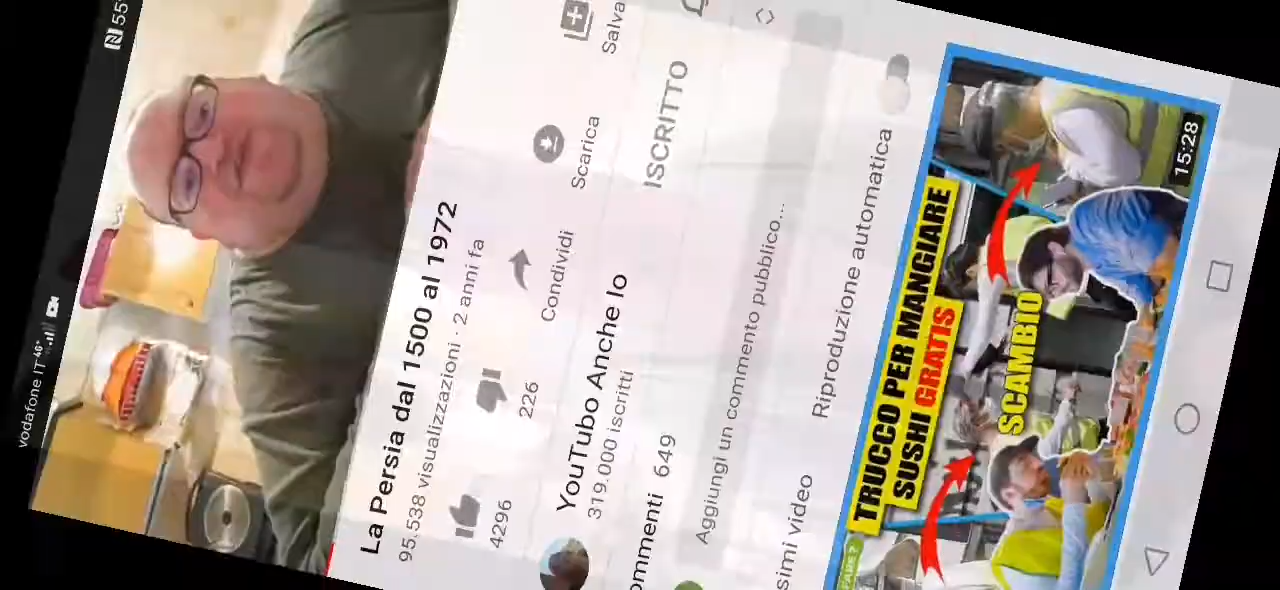 vodafone IT 4G+
55
La Persia dal 1500 al 1972
95.538 visualizzazioni · 2 anni fa
4296
226
Condividi
Scarica
Salva
YouTubo Anche Io
319.000 iscritti
ISCRITTO
ommenti 649
Aggiungi un commento pubblico...
simi video
Riproduzione automatica
TRUCCO PER MANGIARE
SUSHI GRATIS
SCAMBIO
FARE?
15:28